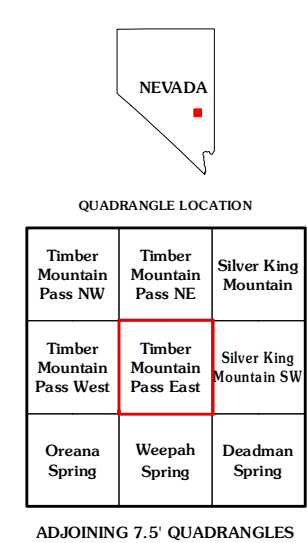 NEVADA
QUADRANGLE LOCATION
Timber
Mountain
Pass NW
Timber
Mountain
Pass NE
Silver King
Mountain
Timber
Mountain
Pass West
Timber
Mountain
Pass East
Silver King
Mountain SW
Oreana
Spring
Weepah
Spring
Deadman
Spring
ADJOINING 7.5' QUADRANGLES